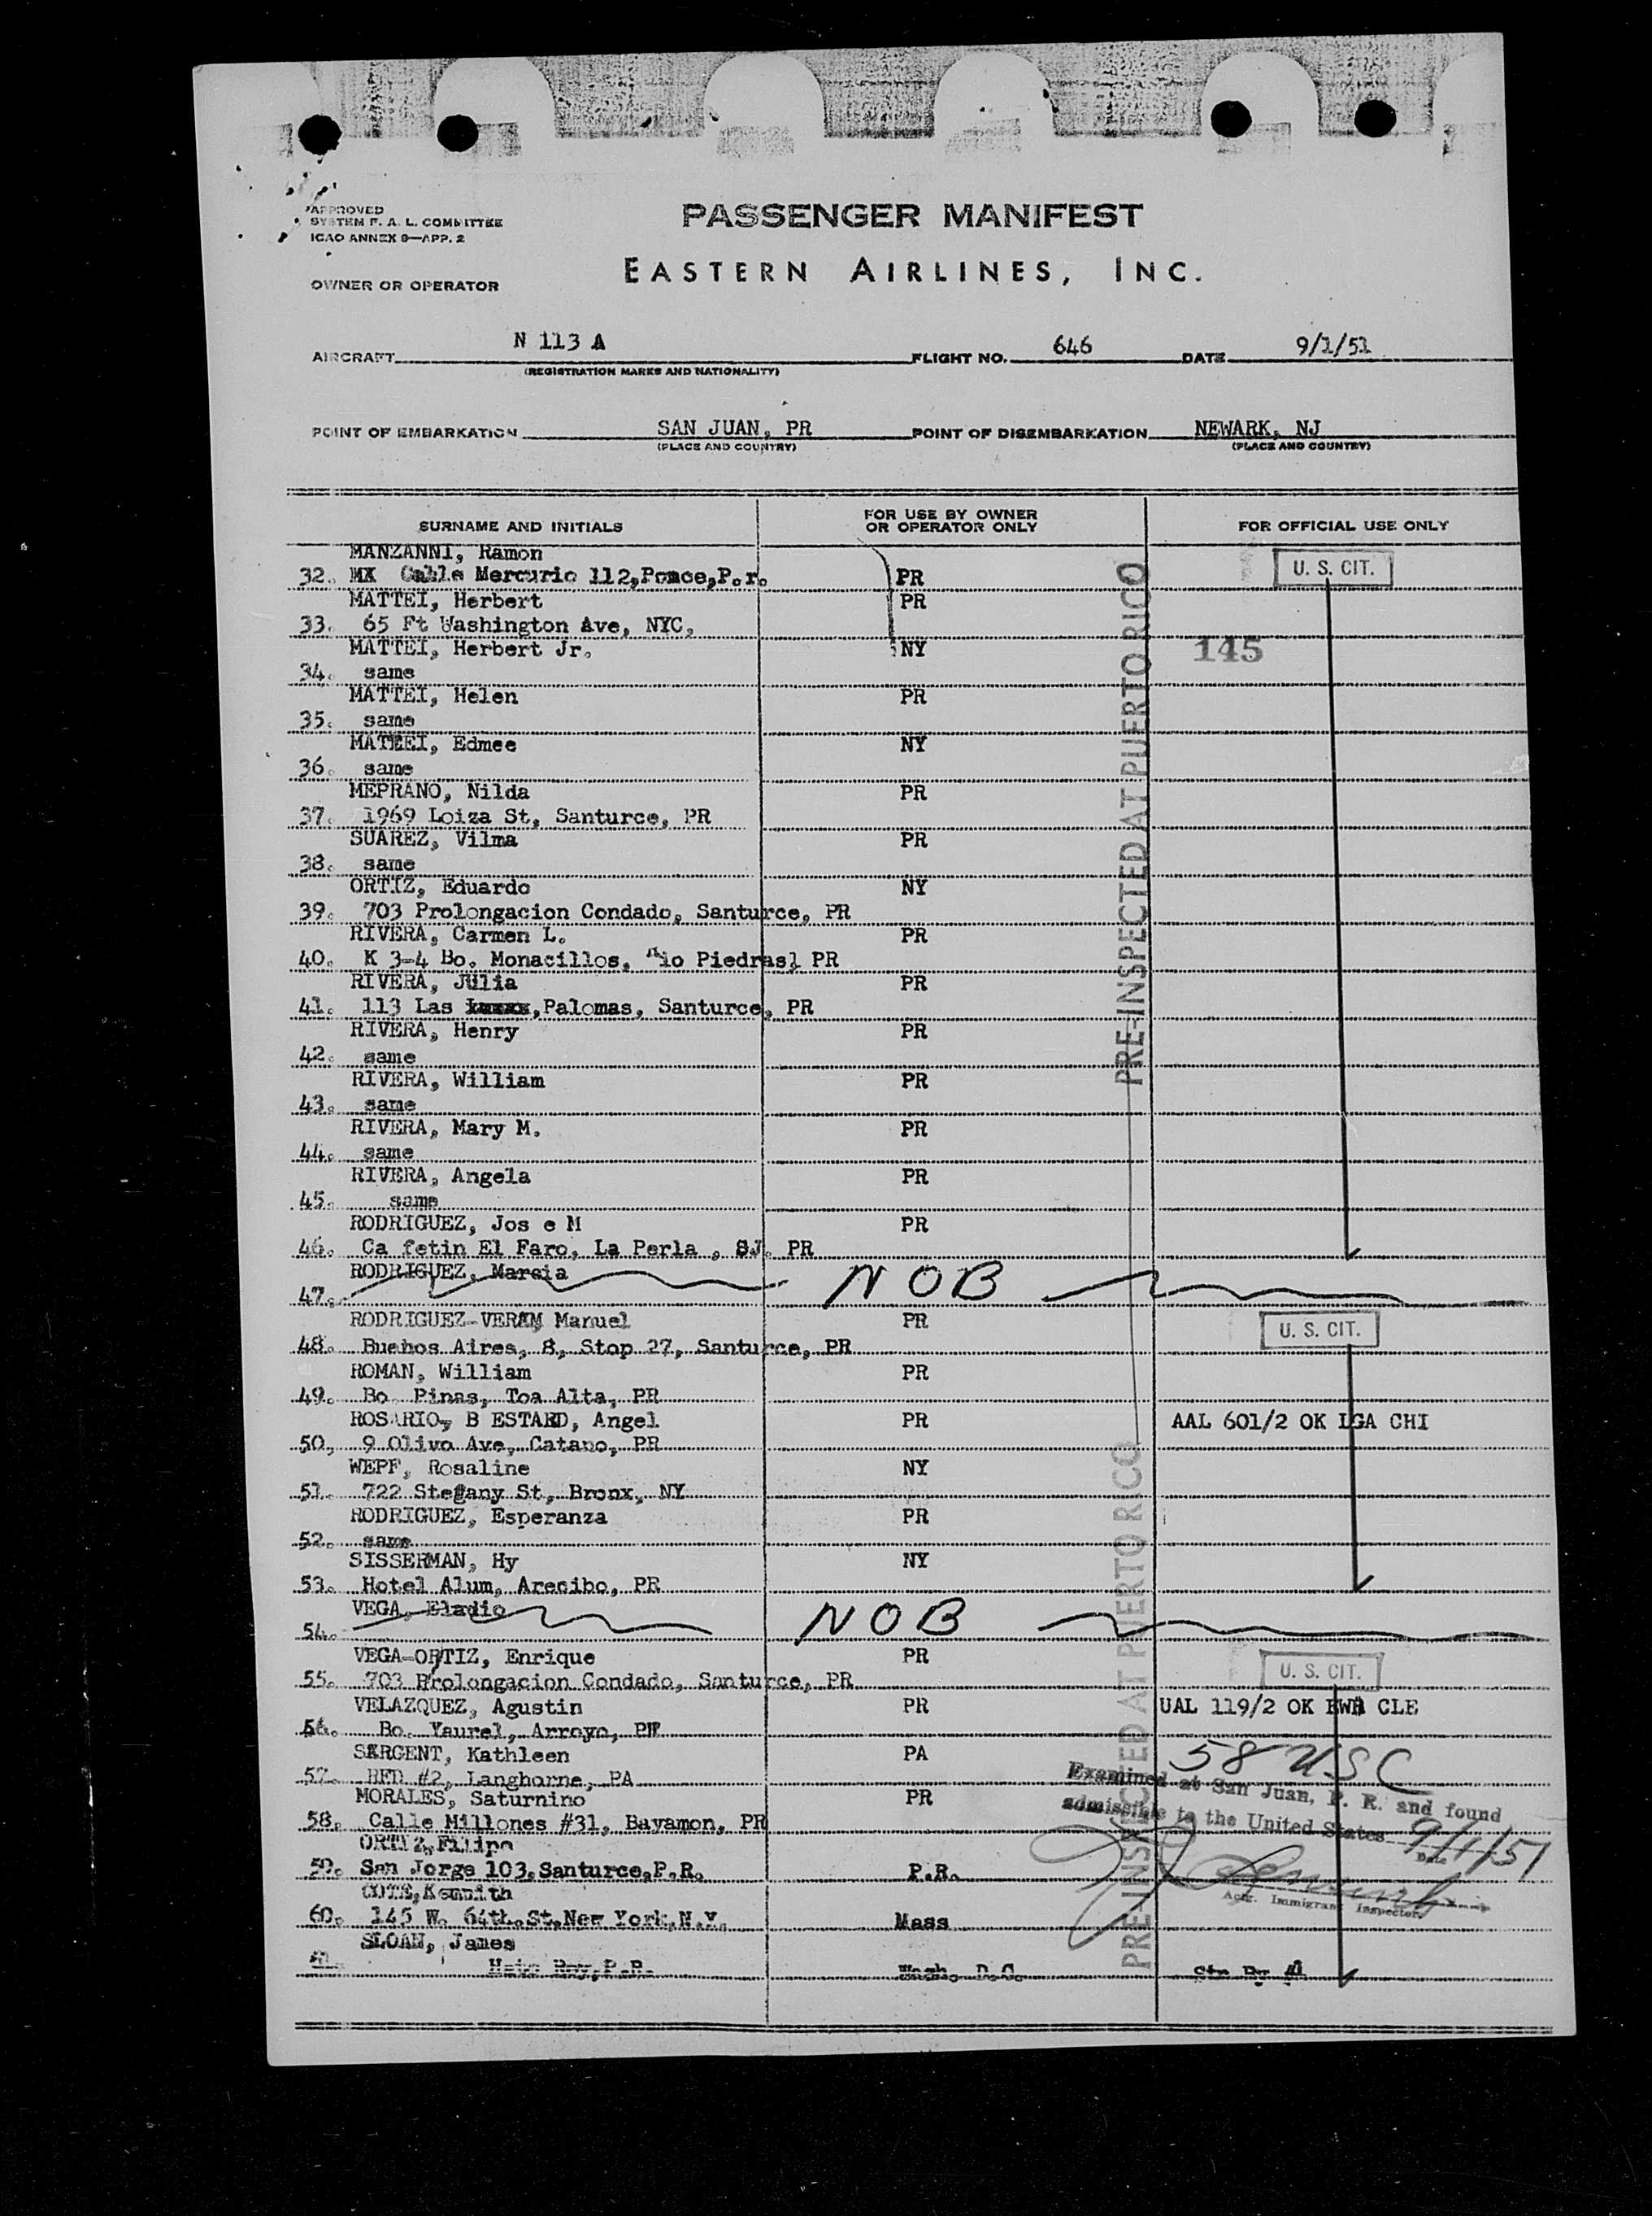 APPROVED
SYSTEM F. A. L. COMMITTEE
ICAO ANNEX 9—APP. 2
PASSENGER MANIFEST
OWNER OR OPERATOR
EASTERN AIRLINES, INC.
AIRCRAFT N 113 A FLIGHT NO. 646 DATE 9/1/51
(REGISTRATION MARKS AND NATIONALITY)
POINT OF EMBARKATION SAN JUAN, PR POINT OF DISEMBARKATION NEWARK, NJ
(PLACE AND COUNTRY) (PLACE AND COUNTRY)
SURNAME AND INITIALS FOR USE BY OWNER OR OPERATOR ONLY FOR OFFICIAL USE ONLY
MANZANNI, Ramon
32. MX Calle Mercurio 112,Ponce,P.r. PR U. S. CIT.
MATTEI, Herbert PR
33. 65 Ft Washington Ave, NYC,
MATTEI, Herbert Jr. NY 145
34. same
MATTEI, Helen PR
35. same
MATEEI, Edmee NY
36. same
MEPRANO, Nilda PR
37. 1969 Loiza St, Santurce, PR
SUAREZ, Vilma PR
38. same
ORTIZ, Eduardo NY
39. 703 Prolongacion Condado, Santurce, PR
RIVERA, Carmen L. PR
40. K 3-4 Bo. Monacillos, Rio Piedras] PR
RIVERA, Julia PR
41. 113 Las ,Palomas, Santurce, PR
RIVERA, Henry PR
42. same
RIVERA, William PR
43. same
RIVERA, Mary M. PR
44. same
RIVERA, Angela PR
45. same
RODRIGUEZ, Jos e M PR
46. Ca fetin El Faro, La Perla , SJ. PR
RODRIGUEZ, Marcia NOB
47.
RODRIGUEZ-VERAM Manuel PR U. S. CIT.
48. Buenos Aires, 8, Stop 27, Santurce, PR
ROMAN, William PR
49. Bo. Pinas, Toa Alta, PR
ROSARIO, B ESTARD, Angel PR AAL 601/2 OK LGA CHI
50. 9 Olivo Ave, Catano, PR
WEPF, Rosaline NY
51. 722 Stegany St, Bronx, NY
RODRIGUEZ, Esperanza PR
52. same
SISSERMAN, Hy NY
53. Hotel Alum, Arecibo, PR
VEGA, Eladio NOB
54.
VEGA-ORTIZ, Enrique PR U. S. CIT.
55. 703 Prolongacion Condado, Santurce, PR
VELAZQUEZ, Agustin PR UAL 119/2 OK EWR CLE
56. Bo. Yaurel, Arroyo, PR
SARGENT, Kathleen PA 58 USC
57. RFD #2, Langhorne, PA
MORALES, Saturnino PR
58. Calle Millones #31, Bayamon, PR
ORTIZ,Filipo
59. San Jorge 103,Santurce,P.R. P.R.
COTE,Kennith
60. 145 W. 64th.St,New York,N.Y. Mass
SLOAN, James
Hato Rey,P.R. Wash. D.C.
PRE-INSPECTED AT PUERTO RICO
PRE-INSPECTED AT PUERTO RICO
Examined at San Juan, P. R. and found
admissible to the United States 9/1/51
Date
Actg. Immigrant Inspector